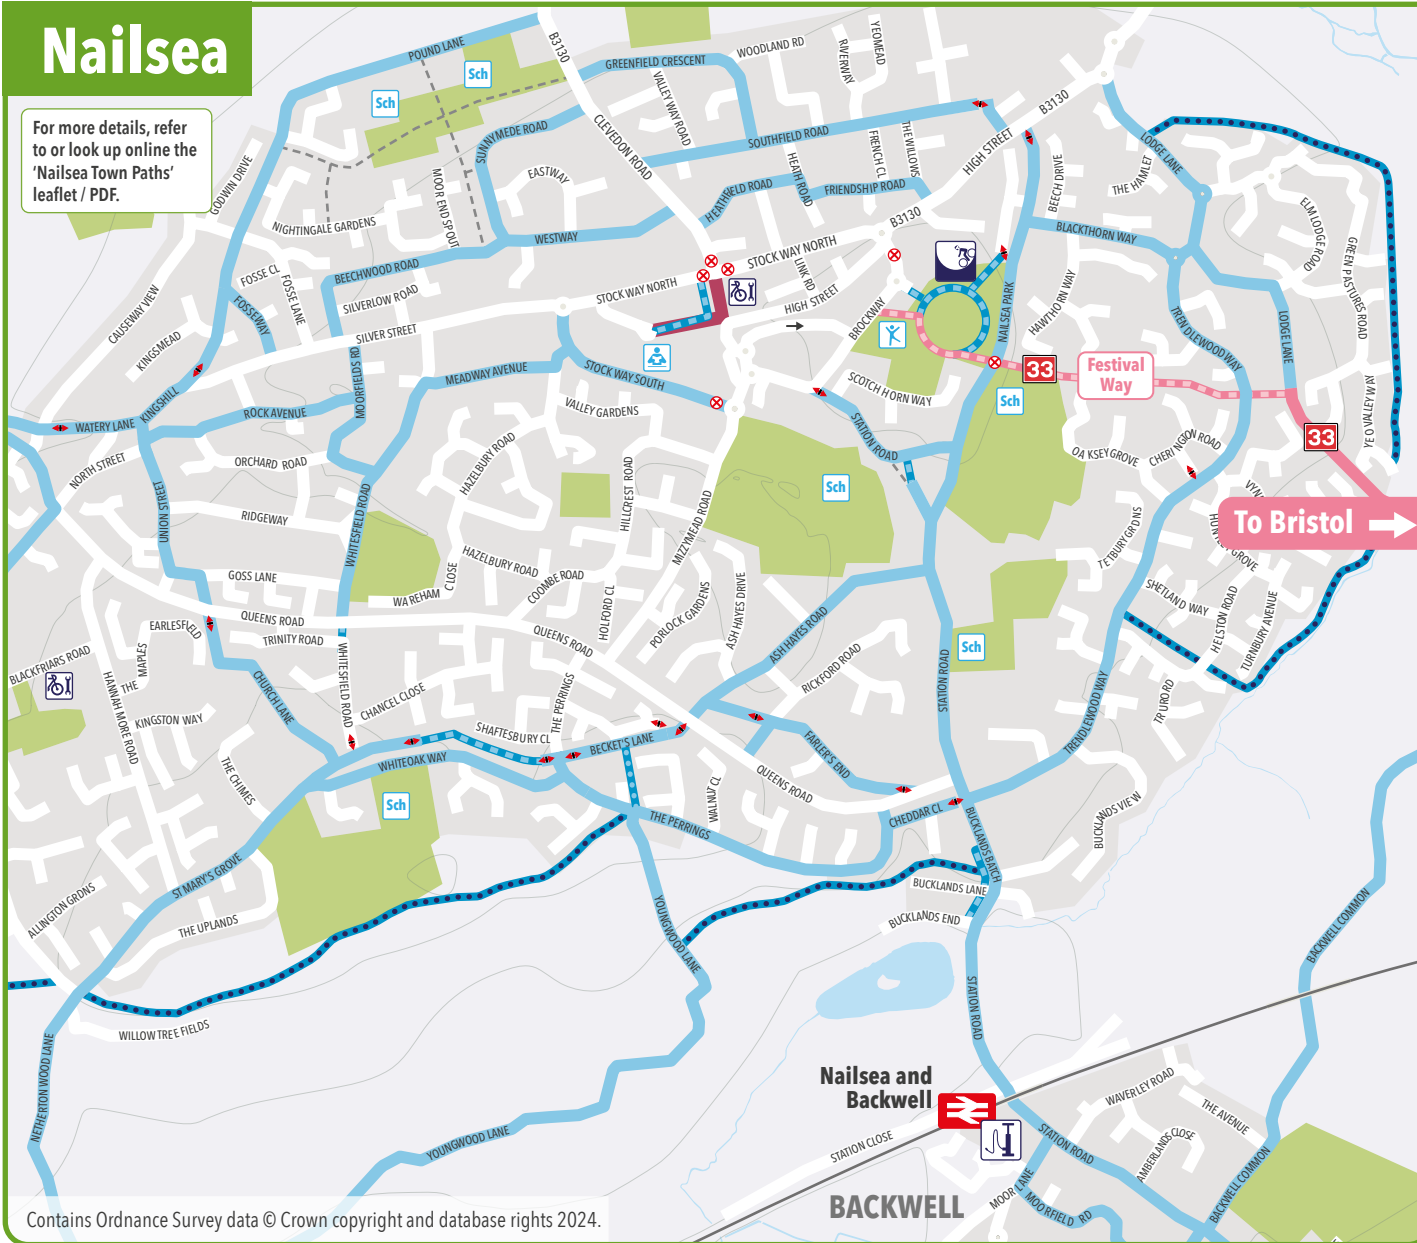 Nailsea
For more details, refer
to or look up online the
‘Nailsea Town Paths’
leaflet / PDF.
POUND LANE
B3130
WOODLAND RD
RIVERWAY
YEOMEAD
GREENFIELD CRESCENT
Sch
Sch
VALLEY WAY ROAD
CLEVEDON ROAD
B3130
SUNNYMEDE ROAD
SOUTHFIELD ROAD
FRENCH CL
THE WILLOWS
HIGH STREET
LODGE LANE
GODWIN DRIVE
MOOR END SPOUT
EASTWAY
HEATHFIELD ROAD
HEATH ROAD
FRIENDSHIP ROAD
BEECH DRIVE
THE HAMLET
NIGHTINGALE GARDENS
WESTWAY
B3130
BLACKTHORN WAY
ELM LODGE ROAD
GREEN PASTURES ROAD
FOSSE CL
FOSSE LANE
BEECHWOOD ROAD
STOCK WAY NORTH
LINK RD
CAUSEWAY VIEW
FOSSEWAY
SILVERLOW ROAD
STOCK WAY NORTH
HIGH STREET
BROCKWAY
NAILSEA PARK
HAWTHORN WAY
TRENDLEWOOD WAY
LODGE LANE
KINGSMEAD
SILVER STREET
MOORFIELDS RD
MEADWAY AVENUE
STOCK WAY SOUTH
33
Festival
Way
KINGSHILL
SCOTCH HORN WAY
Sch
WATERY LANE
ROCK AVENUE
VALLEY GARDENS
STATION ROAD
YEO VALLEY WAY
33
NORTH STREET
ORCHARD ROAD
HAZELBURY ROAD
OAKSEY GROVE
CHERINGTON ROAD
HILLCREST ROAD
Sch
UNION STREET
RIDGEWAY
WHITESFIELD ROAD
MIZZYMEAD ROAD
To Bristol
TETBURY GRDNS
GOSS LANE
HAZELBURY ROAD
WAREHAM
CLOSE
COOMBE ROAD
HOLFORD CL
PORLOCK GARDENS
ASH HAYES DRIVE
ASH HAYES ROAD
SHETLAND WAY
HELSTON ROAD
TURNBURY AVENUE
EARLESFIELD
QUEENS ROAD
TRINITY ROAD
QUEENS ROAD
Sch
BLACKFRIARS ROAD
THE
MAPLES
HANNAH MORE ROAD
CHURCH LANE
WHITESFIELD ROAD
CHANCEL CLOSE
THE PERRINGS
RICKFORD ROAD
STATION ROAD
TRURO RD
KINGSTON WAY
SHAFTESBURY CL
BECKET'S LANE
TRENDLEWOOD WAY
THE CHIMES
WHITEOAK WAY
FARLER'S END
Sch
WALNUT CL
QUEENS ROAD
CHEDDAR CL
BUCKLANDS VIEW
THE PERRINGS
BUCKLANDS BATCH
ST MARY'S GROVE
BUCKLANDS LANE
ALLINGTON GRDNS
THE UPLANDS
YOUNGWOOD LANE
BUCKLANDS END
BACKWELL COMMON
STATION ROAD
WILLOW TREE FIELDS
NETHERTON WOOD LANE
Nailsea and
Backwell
WAVERLEY ROAD
THE AVENUE
YOUNGWOOD LANE
STATION CLOSE
STATION ROAD
AMBERLANDS CLOSE
BACKWELL COMMON
MOOR LANE
MOORFIELD RD
BACKWELL
Contains Ordnance Survey data © Crown copyright and database rights 2024.